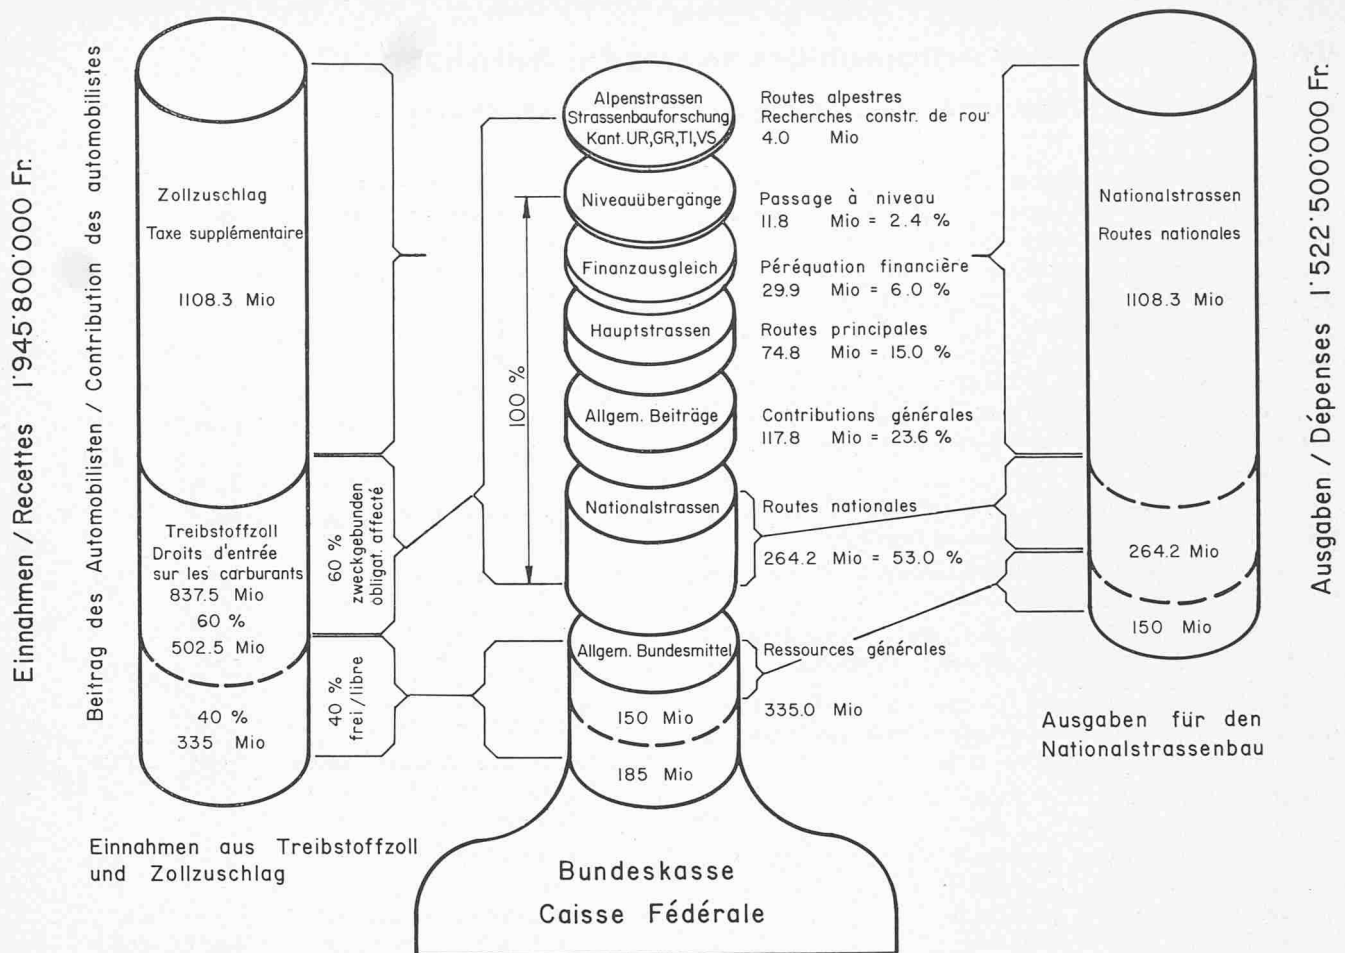 Einnahmen / Recettes 1'945'800'000 Fr.
Beitrag des Automobilisten / Contribution des automobilistes
Zollzuschlag
Taxe supplémentaire
1108.3 Mio
Treibstoffzoll
Droits d'entrée
sur les carburants
837.5 Mio
60 %
502.5 Mio
40 %
335 Mio
60 %
zweckgebunden
obligat. affecté
40 %
frei / libre
Einnahmen aus Treibstoffzoll
und Zollzuschlag
100 %
Alpenstrassen
Strassenbauforschung
Kant. UR, GR, TI, VS
Routes alpestres
Recherches constr. de rou
4.0 Mio
Niveauübergänge
Passage à niveau
11.8 Mio = 2.4 %
Finanzausgleich
Péréquation financière
29.9 Mio = 6.0 %
Hauptstrassen
Routes principales
74.8 Mio = 15.0 %
Allgem. Beiträge
Contributions générales
117.8 Mio = 23.6 %
Nationalstrassen
Routes nationales
264.2 Mio = 53.0 %
Allgem. Bundesmittel
Ressources générales
335.0 Mio
150 Mio
185 Mio
Bundeskasse
Caisse Fédérale
Nationalstrassen
Routes nationales
1108.3 Mio
264.2 Mio
150 Mio
Ausgaben für den
Nationalstrassenbau
Ausgaben / Dépenses 1'522'500'000 Fr.